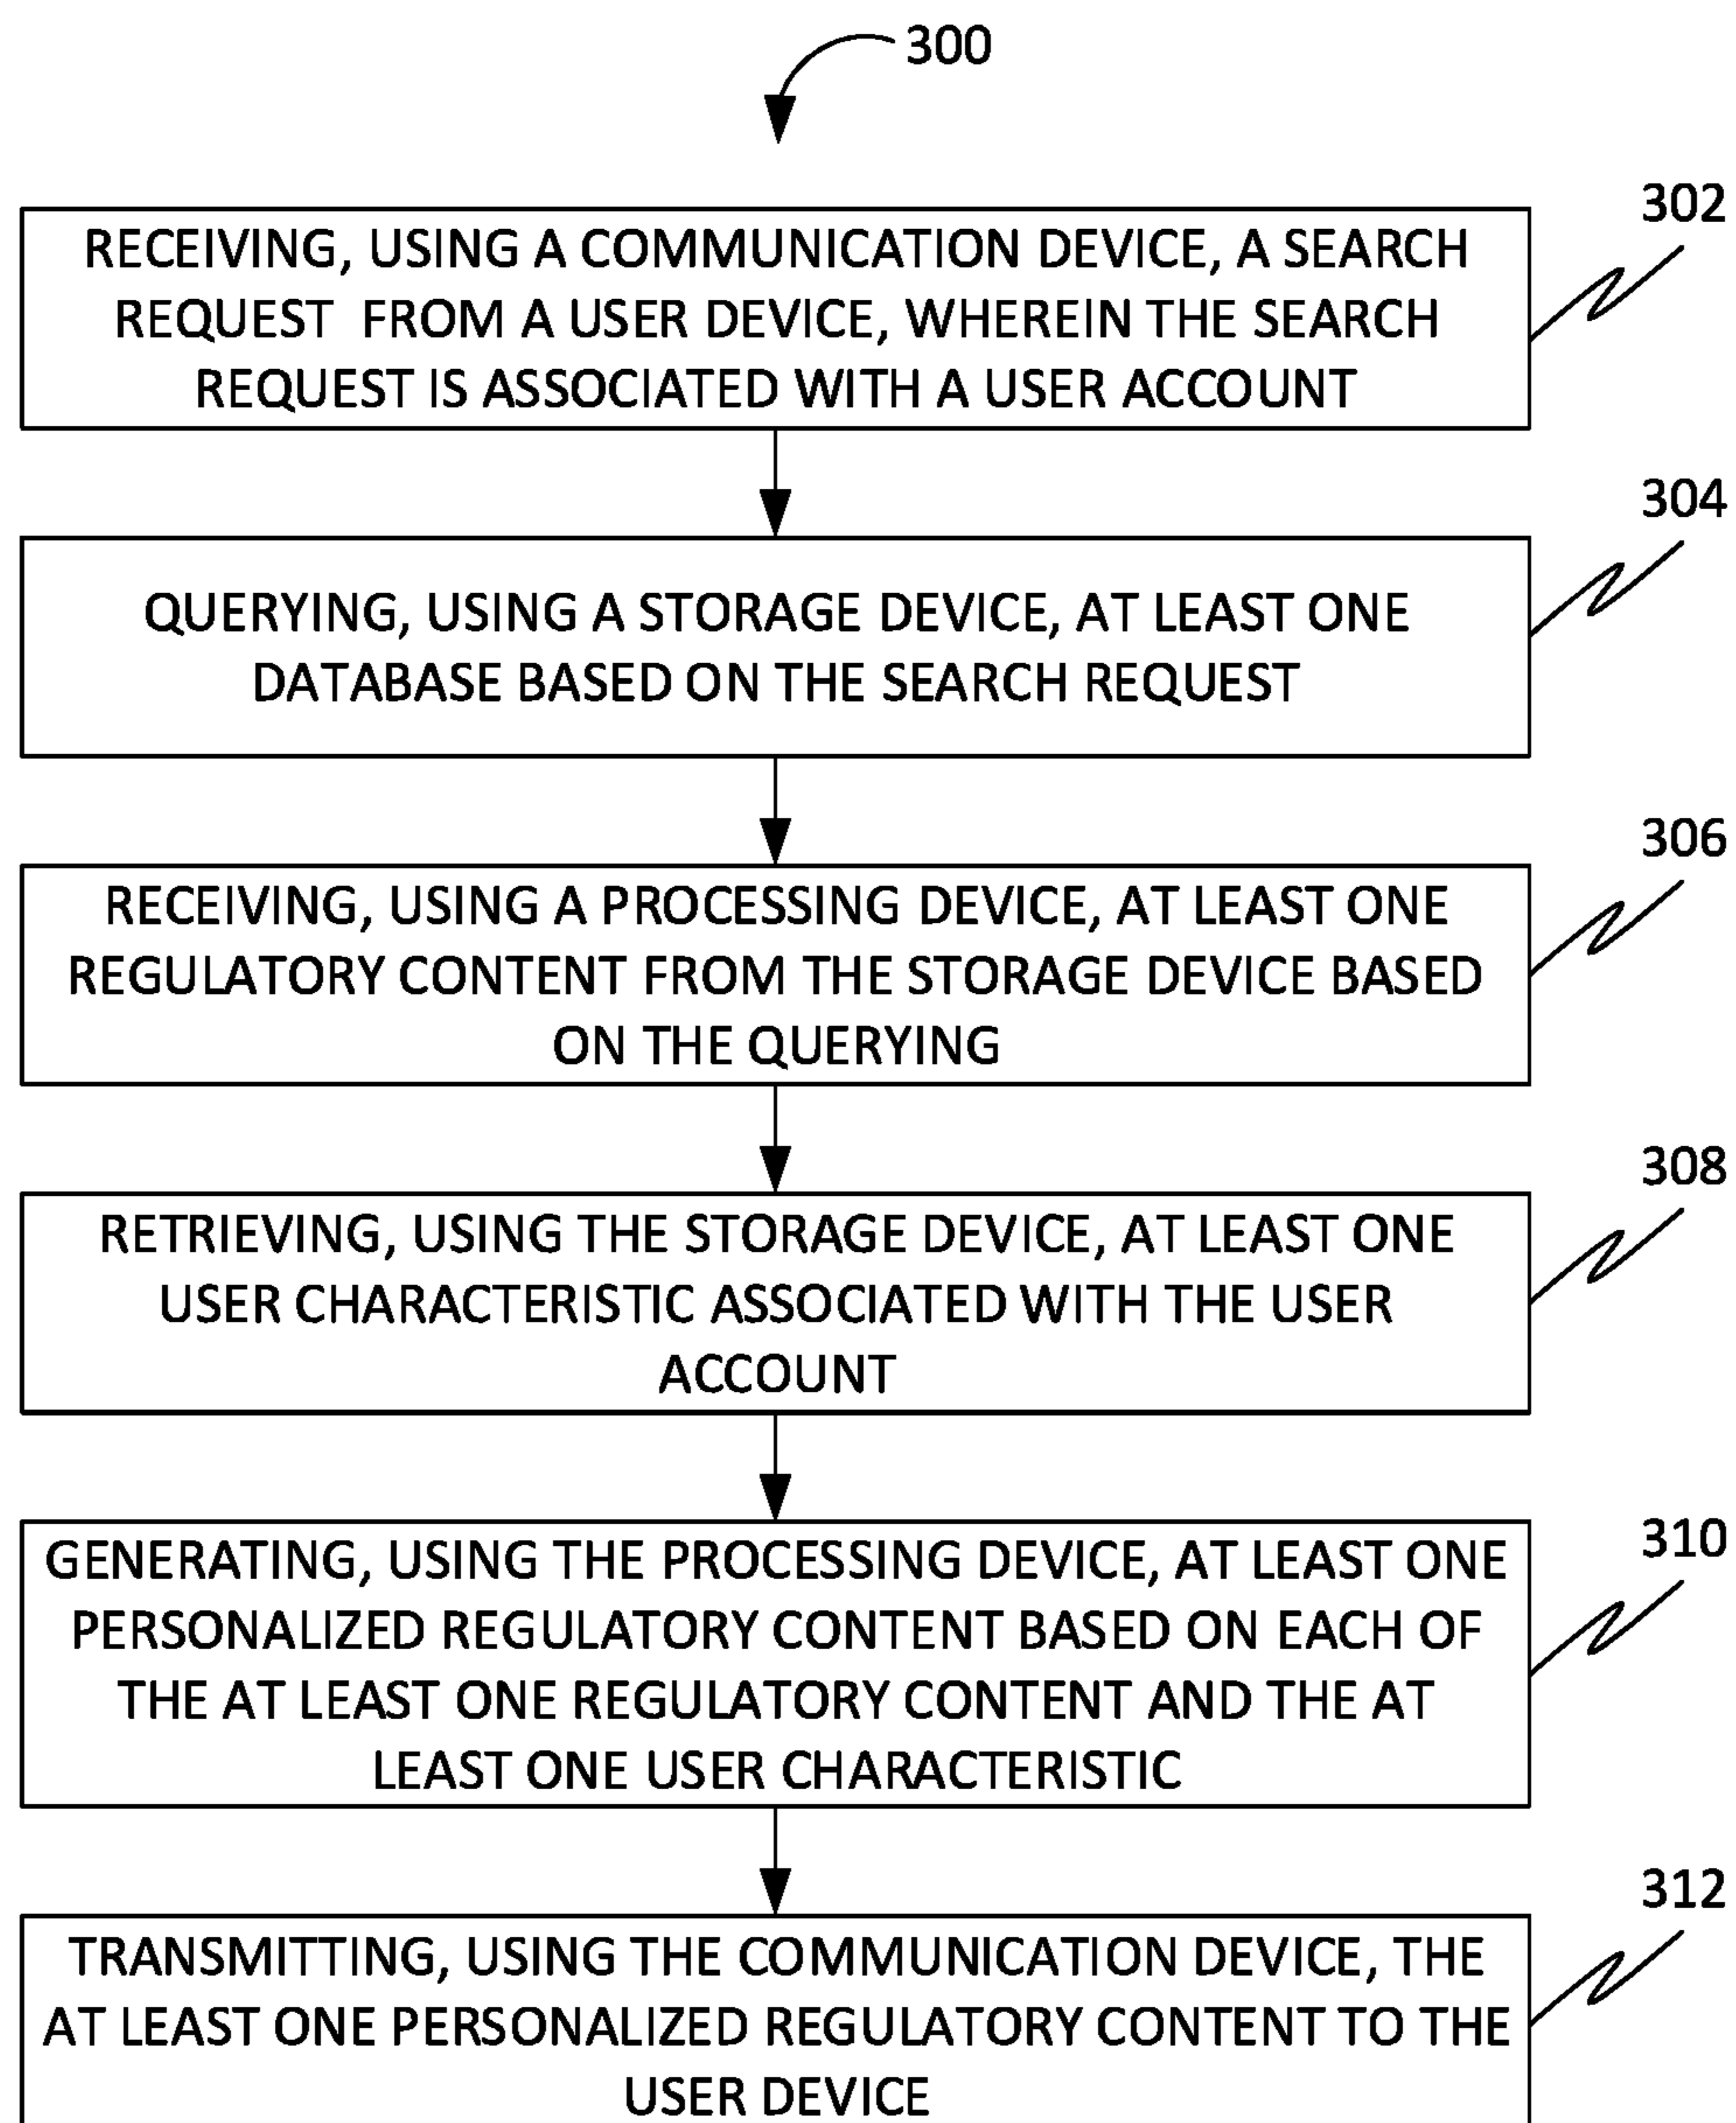 300
302
RECEIVING, USING A COMMUNICATION DEVICE, A SEARCH
REQUEST FROM A USER DEVICE, WHEREIN THE SEARCH
REQUEST IS ASSOCIATED WITH A USER ACCOUNT
304
QUERYING, USING A STORAGE DEVICE, AT LEAST ONE
DATABASE BASED ON THE SEARCH REQUEST
306
RECEIVING, USING A PROCESSING DEVICE, AT LEAST ONE
REGULATORY CONTENT FROM THE STORAGE DEVICE BASED
ON THE QUERYING
308
RETRIEVING, USING THE STORAGE DEVICE, AT LEAST ONE
USER CHARACTERISTIC ASSOCIATED WITH THE USER
ACCOUNT
310
GENERATING, USING THE PROCESSING DEVICE, AT LEAST ONE
PERSONALIZED REGULATORY CONTENT BASED ON EACH OF
THE AT LEAST ONE REGULATORY CONTENT AND THE AT
LEAST ONE USER CHARACTERISTIC
312
TRANSMITTING, USING THE COMMUNICATION DEVICE, THE
AT LEAST ONE PERSONALIZED REGULATORY CONTENT TO THE
USER DEVICE